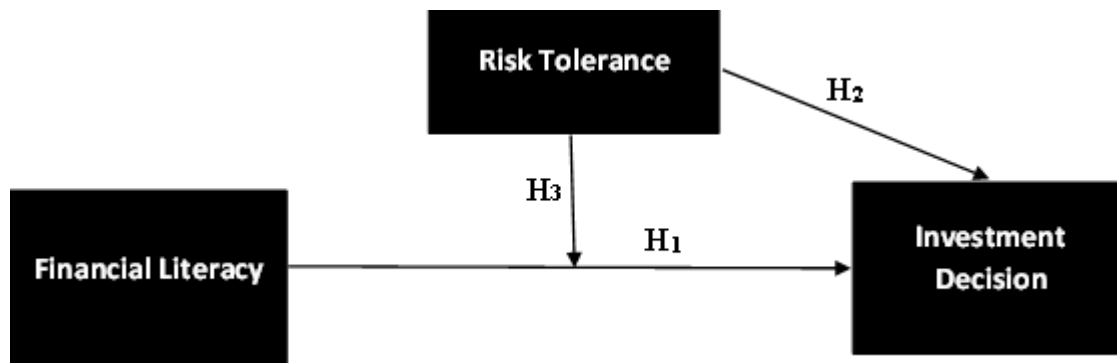 Risk Tolerance
H₂
H₃
H₁
Financial Literacy
Investment
Decision